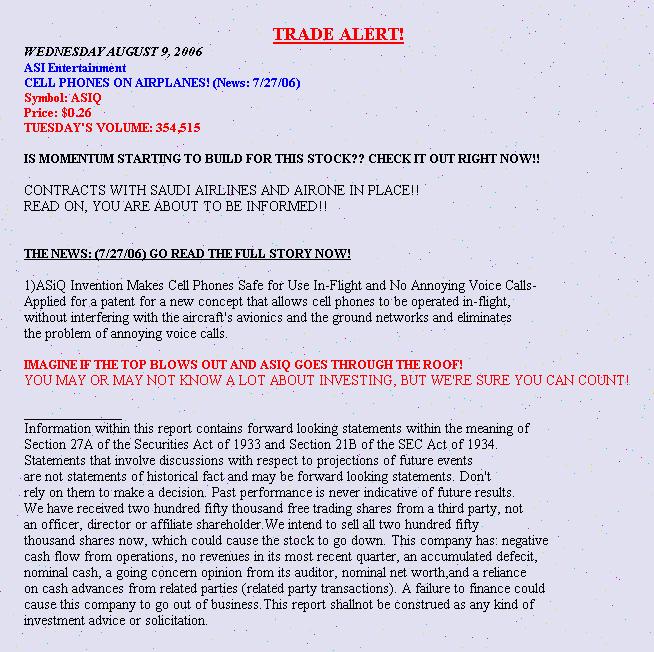 TRADE ALERT!
WEDNESDAY AUGUST 9, 2006
ASI Entertainment
CELL PHONES ON AIRPLANES! (News: 7/27/06)
Symbol: ASIQ
Price: $0.26
TUESDAY'S VOLUME: 354,515
IS MOMENTUM STARTING TO BUILD FOR THIS STOCK?? CHECK IT OUT RIGHT NOW!!
CONTRACTS WITH SAUDI AIRLINES AND AIRONE IN PLACE!!
READ ON, YOU ARE ABOUT TO BE INFORMED!!
THE NEWS: (7/27/06) GO READ THE FULL STORY NOW!
1)ASiQ Invention Makes Cell Phones Safe for Use In-Flight and No Annoying Voice Calls-
Applied for a patent for a new concept that allows cell phones to be operated in-flight,
without interfering with the aircraft's avionics and the ground networks and eliminates
the problem of annoying voice calls.
IMAGINE IF THE TOP BLOWS OUT AND ASIQ GOES THROUGH THE ROOF!
YOU MAY OR MAY NOT KNOW A LOT ABOUT INVESTING, BUT WE'RE SURE YOU CAN COUNT!
Information within this report contains forward looking statements within the meaning of
Section 27A of the Securities Act of 1933 and Section 21B of the SEC Act of 1934.
Statements that involve discussions with respect to projections of future events
are not statements of historical fact and may be forward looking statements. Don't
rely on them to make a decision. Past performance is never indicative of future results.
We have received two hundred fifty thousand free trading shares from a third party, not
an officer, director or affiliate shareholder.We intend to sell all two hundred fifty
thousand shares now, which could cause the stock to go down. This company has: negative
cash flow from operations, no revenues in its most recent quarter, an accumulated defecit,
nominal cash, a going concern opinion from its auditor, nominal net worth,and a reliance
on cash advances from related parties (related party transactions). A failure to finance could
cause this company to go out of business.This report shallnot be construed as any kind of
investment advice or solicitation.